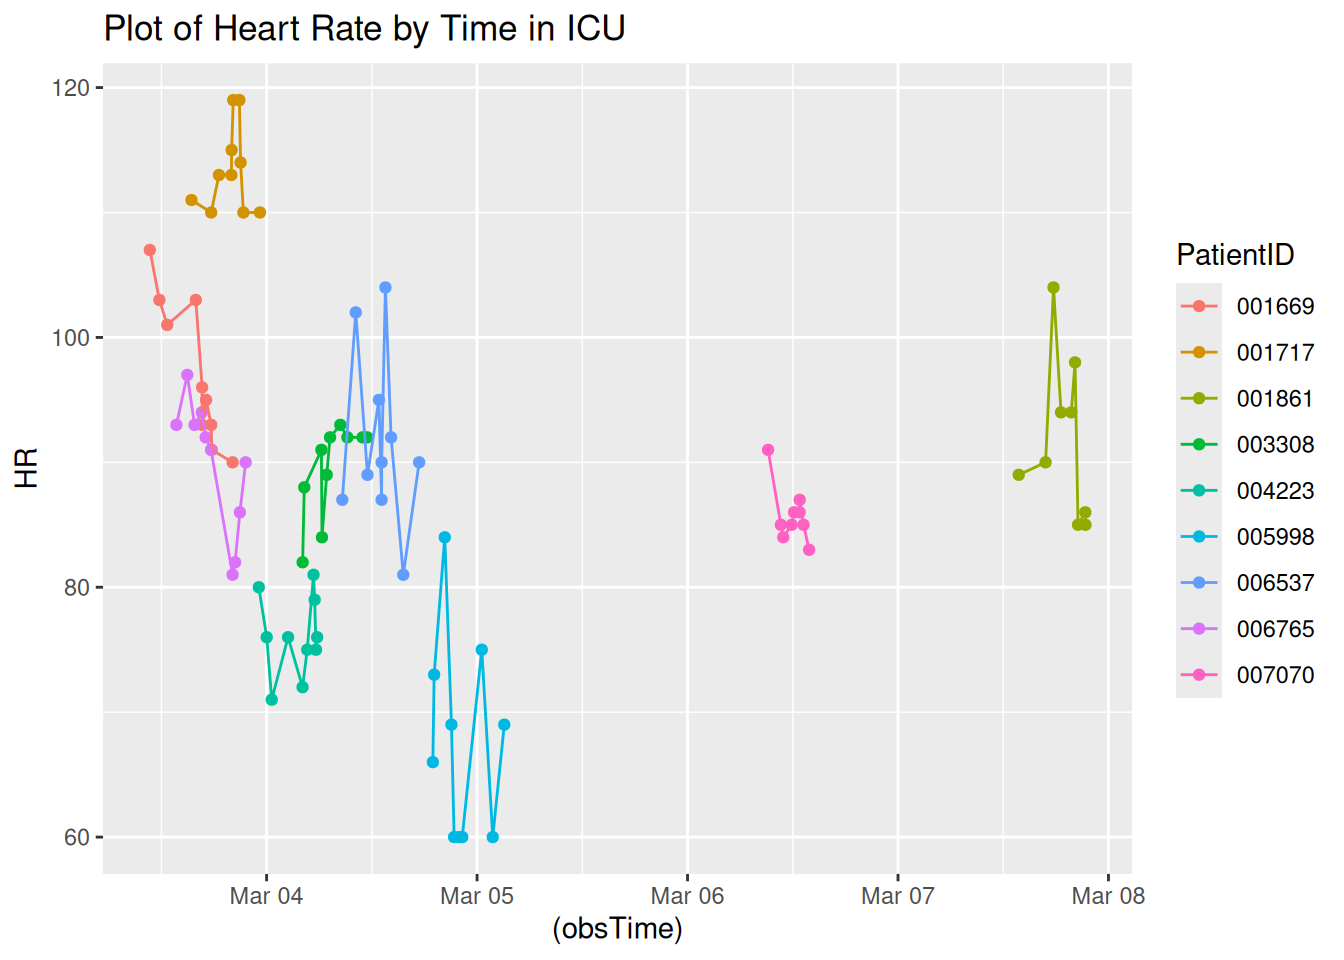 Plot of Heart Rate by Time in ICU
120
100
80
60
HR
Mar 04
Mar 05
Mar 06
Mar 07
Mar 08
(obsTime)
PatientID
001669
001717
001861
003308
004223
005998
006537
006765
007070